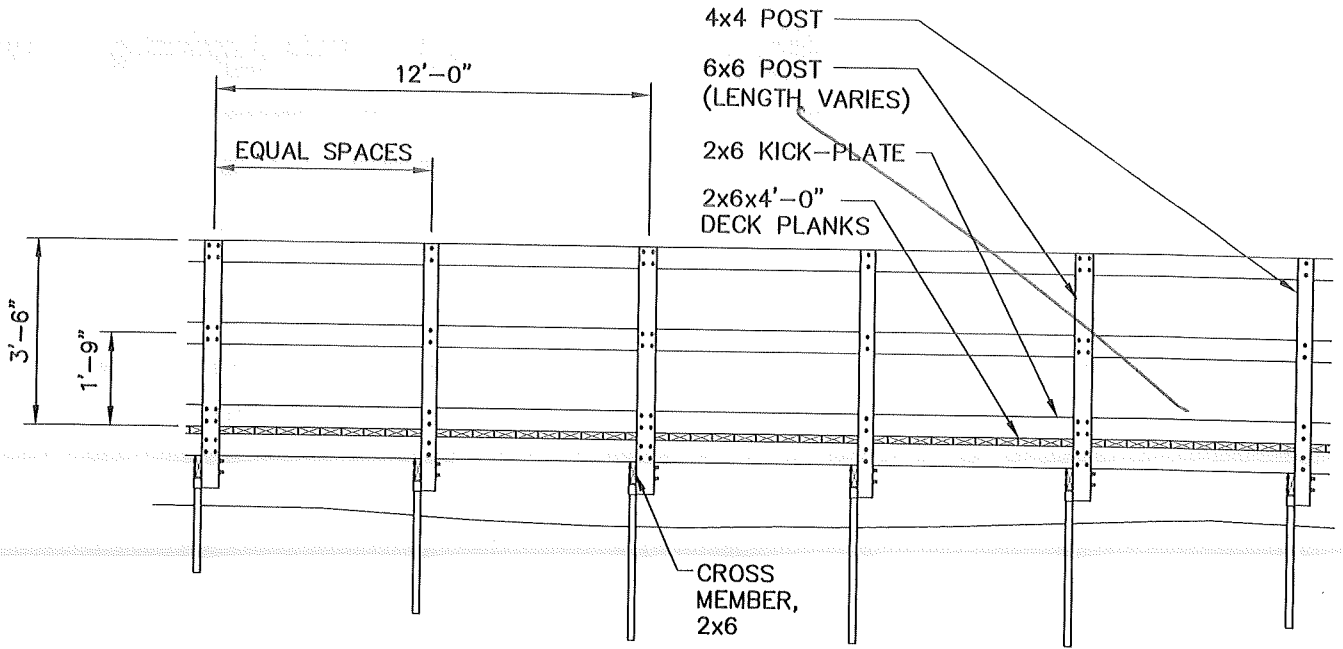 4x4 POST
6x6 POST
(LENGTH VARIES)
12'-0"
EQUAL SPACES
2x6 KICK-PLATE
2x6x4'-0"
DECK PLANKS
3'-6"
1'-9"
CROSS
MEMBER,
2x6